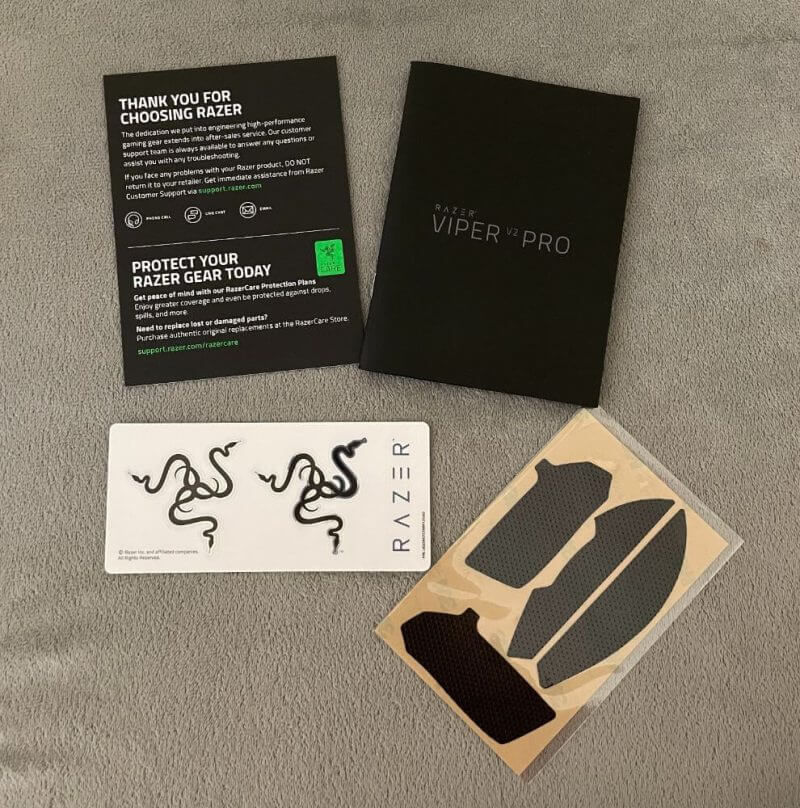 THANK YOU FOR
CHOOSING RAZER
The dedication we put into engineering high-performance
gaming gear extends into after-sales service. Our customer
support team is always available to answer any questions or
assist you with any troubleshooting.
If you face any problems with your Razer product, DO NOT
return it to your retailer. Get immediate assistance from Razer
Customer Support via support.razer.com
PHONE CALL
LIVE CHAT
EMAIL
PROTECT YOUR
RAZER GEAR TODAY
CARE
Get peace of mind with our RazerCare Protection Plans
Enjoy greater coverage and even be protected against drops,
spills, and more.
Need to replace lost or damaged parts?
Purchase authentic original replacements at the RazerCare Store.
support.razer.com/razercare
RAZER
VIPER V2 PRO
© Razer Inc. and affiliated companies.
All Rights Reserved.
TM
RAZER™